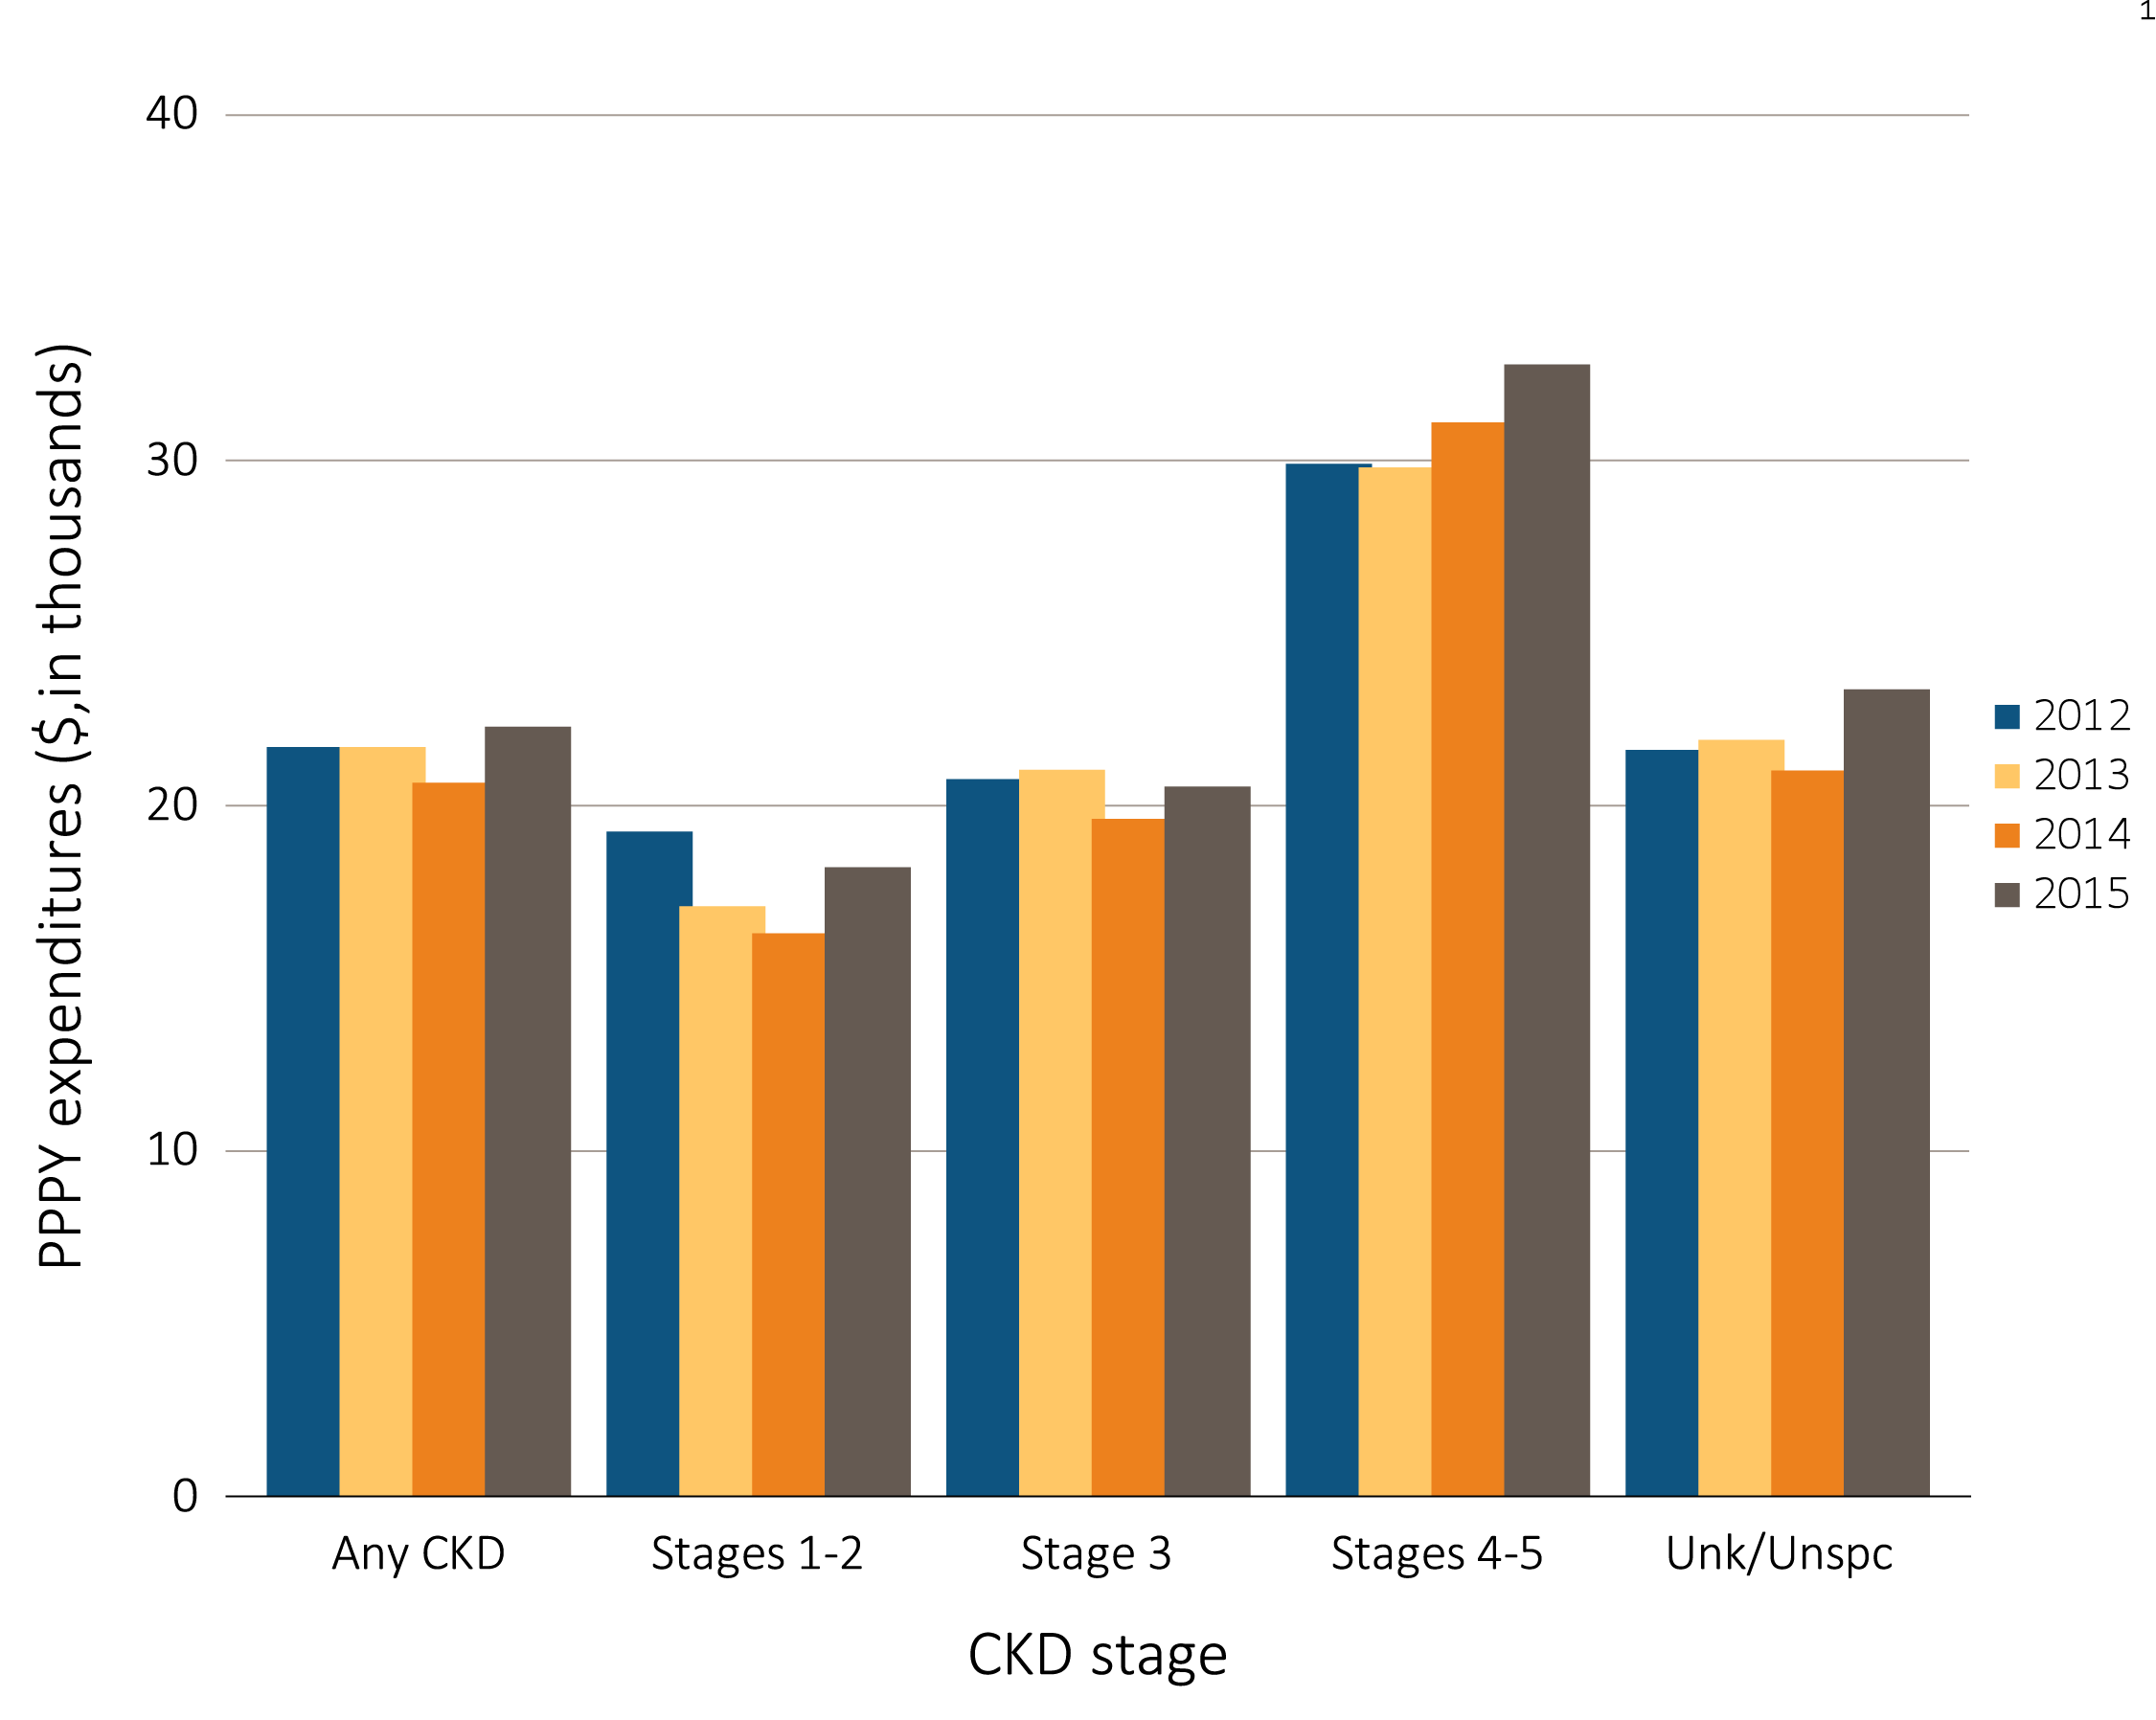 1
40
30
20
10
0
PPPY expenditures ($,in thousands)
2012
2013
2014
2015
Any CKD
Stages 1-2
Stage 3
Stages 4-5
Unk/Unspc
CKD stage